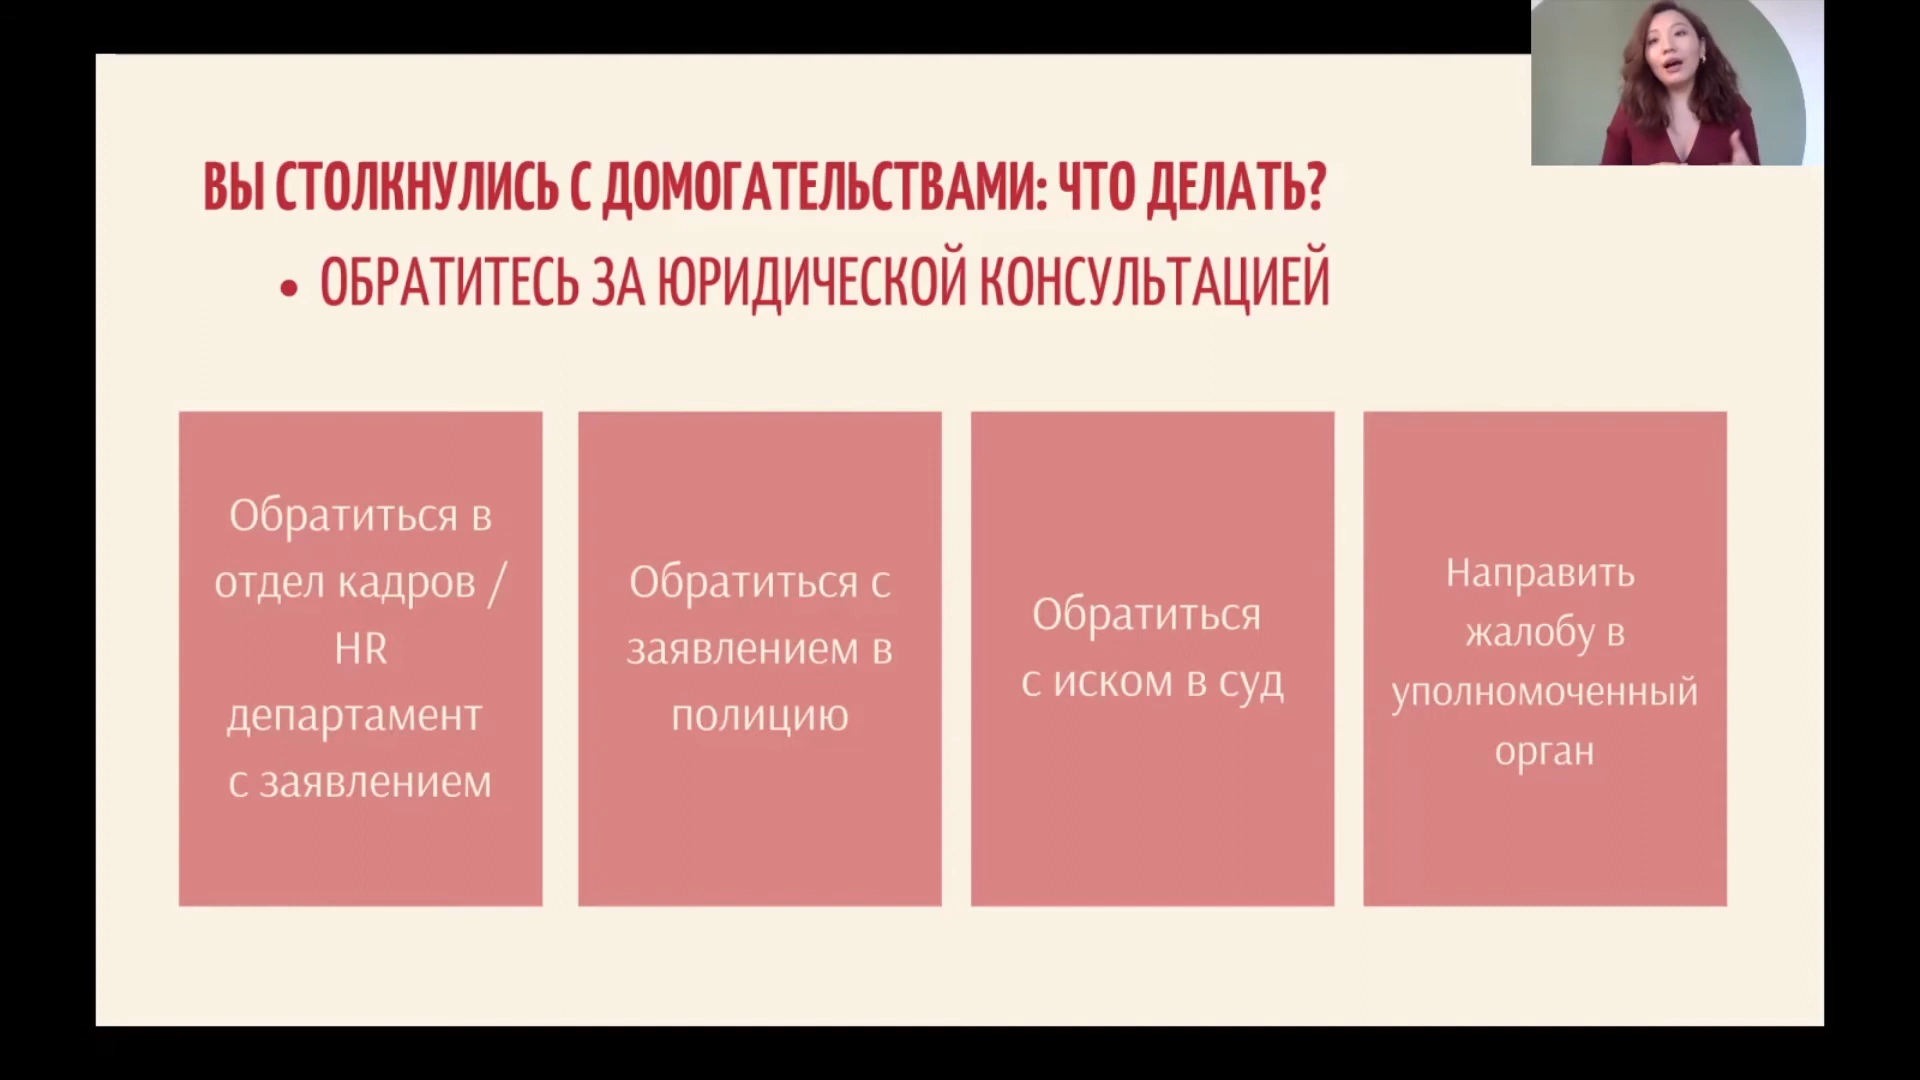 ВЫ СТОЛКНУЛИСЬ С ДОМОГАТЕЛЬСТВАМИ: ЧТО ДЕЛАТЬ?
• ОБРАТИТЕСЬ ЗА ЮРИДИЧЕСКОЙ КОНСУЛЬТАЦИЕЙ
Обратиться в
отдел кадров /
HR
департамент
с заявлением
Обратиться с
заявлением в
полицию
Обратиться
с иском в суд
Направить
жалобу в
уполномоченный
орган